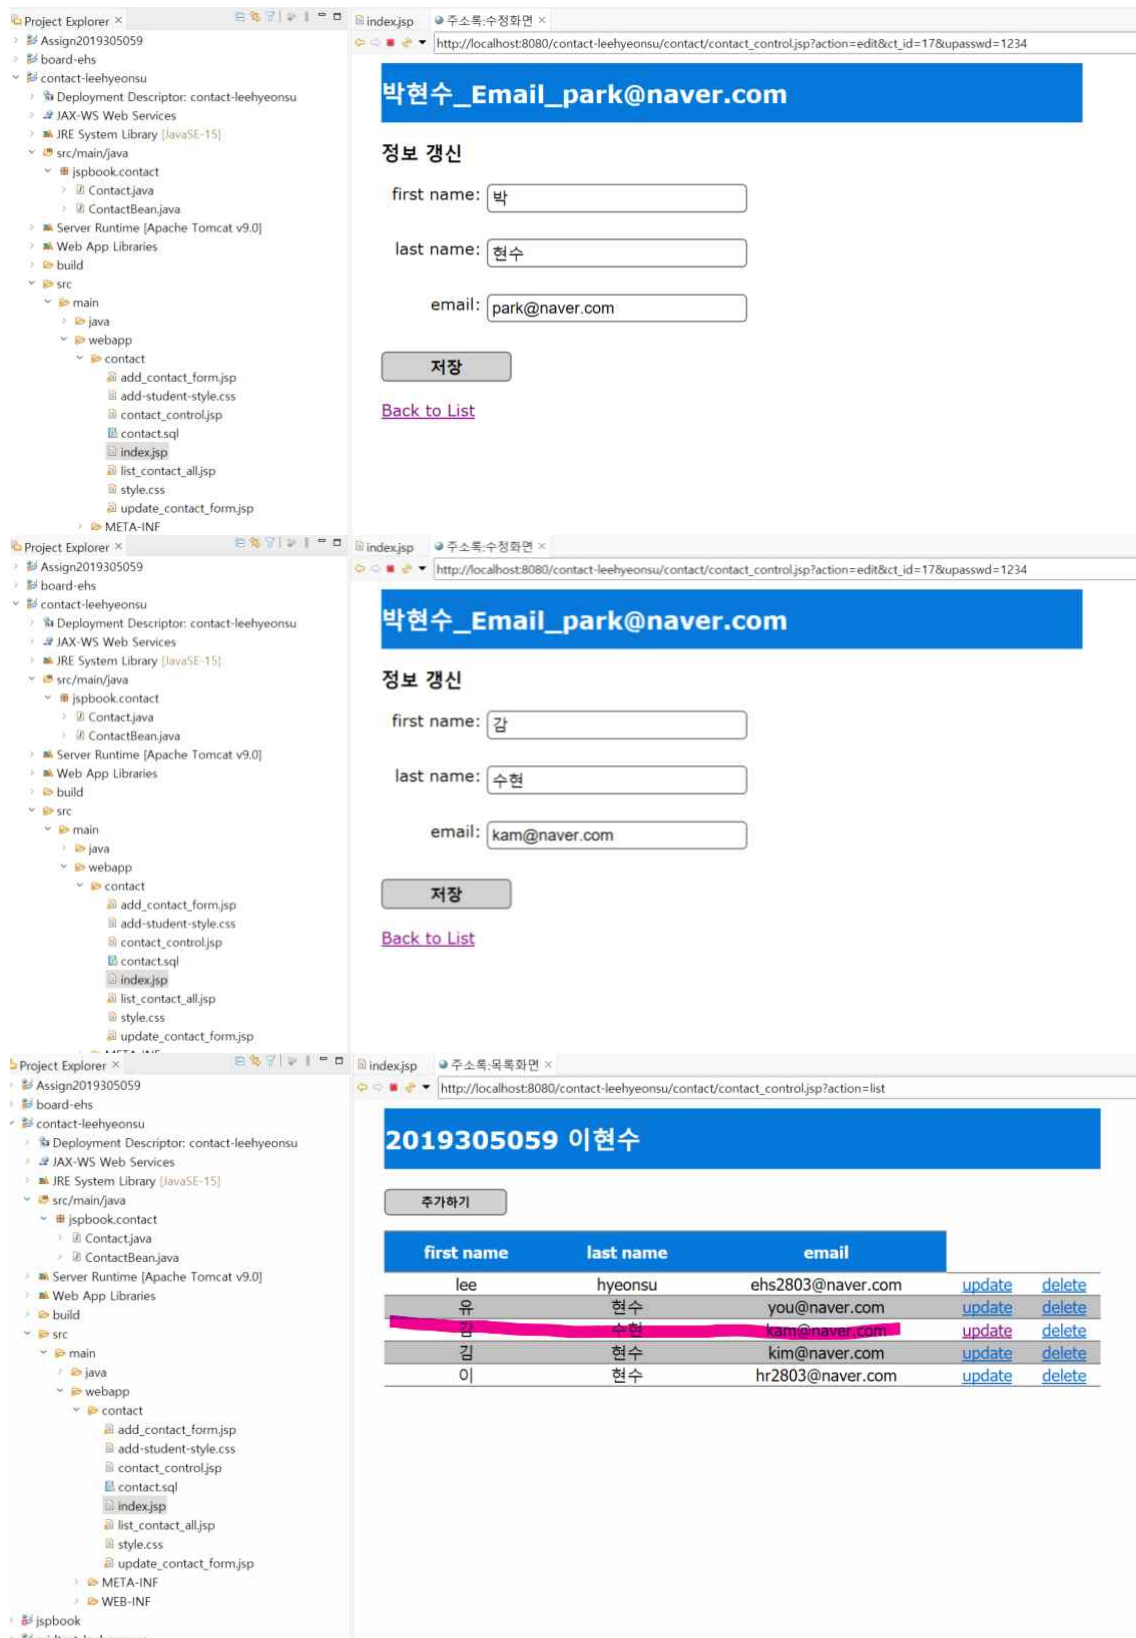 Project Explorer ×
Assign2019305059
board-ehs
contact-leehyeonsu
Deployment Descriptor: contact-leehyeonsu
JAX-WS Web Services
JRE System Library [JavaSE-15]
src/main/java
jspbook.contact
Contact.java
ContactBean.java
Server Runtime [Apache Tomcat v9.0]
Web App Libraries
build
src
main
java
webapp
contact
add_contact_form.jsp
add-student-style.css
contact_control.jsp
contact.sql
index.jsp
list_contact_all.jsp
style.css
update_contact_form.jsp
META-INF
index.jsp 주소록:수정화면 ×
http://localhost:8080/contact-leehyeonsu/contact/contact_control.jsp?action=edit&ct_id=17&upasswd=1234
박현수_Email_park@naver.com
정보 갱신
first name: 박
last name: 현수
email: park@naver.com
저장
Back to List
Project Explorer ×
Assign2019305059
board-ehs
contact-leehyeonsu
Deployment Descriptor: contact-leehyeonsu
JAX-WS Web Services
JRE System Library [JavaSE-15]
src/main/java
jspbook.contact
Contact.java
ContactBean.java
Server Runtime [Apache Tomcat v9.0]
Web App Libraries
build
src
main
java
webapp
contact
add_contact_form.jsp
add-student-style.css
contact_control.jsp
contact.sql
index.jsp
list_contact_all.jsp
style.css
update_contact_form.jsp
index.jsp 주소록:수정화면 ×
http://localhost:8080/contact-leehyeonsu/contact/contact_control.jsp?action=edit&ct_id=17&upasswd=1234
박현수_Email_park@naver.com
정보 갱신
first name: 감
last name: 수현
email: kam@naver.com
저장
Back to List
Project Explorer ×
Assign2019305059
board-ehs
contact-leehyeonsu
Deployment Descriptor: contact-leehyeonsu
JAX-WS Web Services
JRE System Library [JavaSE-15]
src/main/java
jspbook.contact
Contact.java
ContactBean.java
Server Runtime [Apache Tomcat v9.0]
Web App Libraries
build
src
main
java
webapp
contact
add_contact_form.jsp
add-student-style.css
contact_control.jsp
contact.sql
index.jsp
list_contact_all.jsp
style.css
update_contact_form.jsp
META-INF
WEB-INF
jspbook
index.jsp 주소록:목록화면 ×
http://localhost:8080/contact-leehyeonsu/contact/contact_control.jsp?action=list
2019305059 이현수
추가하기
first name last name email
lee hyeonsu ehs2803@naver.com update delete
유 현수 you@naver.com update delete
감 수현 kam@naver.com update delete
김 현수 kim@naver.com update delete
이 현수 hr2803@naver.com update delete